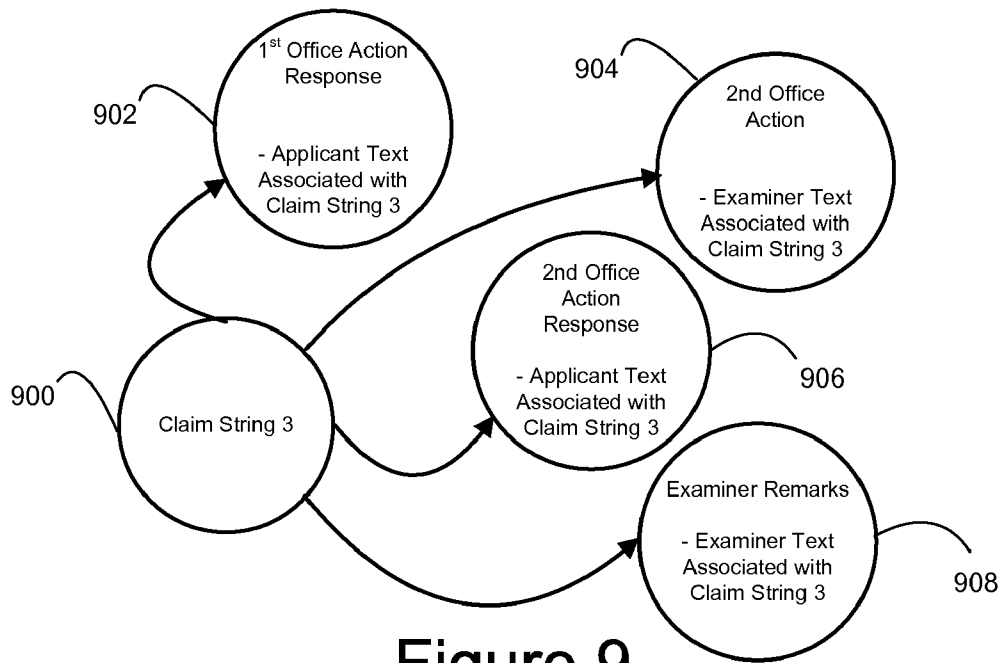 1st Office Action
Response
- Applicant Text
Associated with
Claim String 3
902
904
2nd Office
Action
- Examiner Text
Associated with
Claim String 3
2nd Office
Action
Response
- Applicant Text
Associated with
Claim String 3
906
900
Claim String 3
Examiner Remarks
- Examiner Text
Associated with
Claim String 3
908
Figure 9